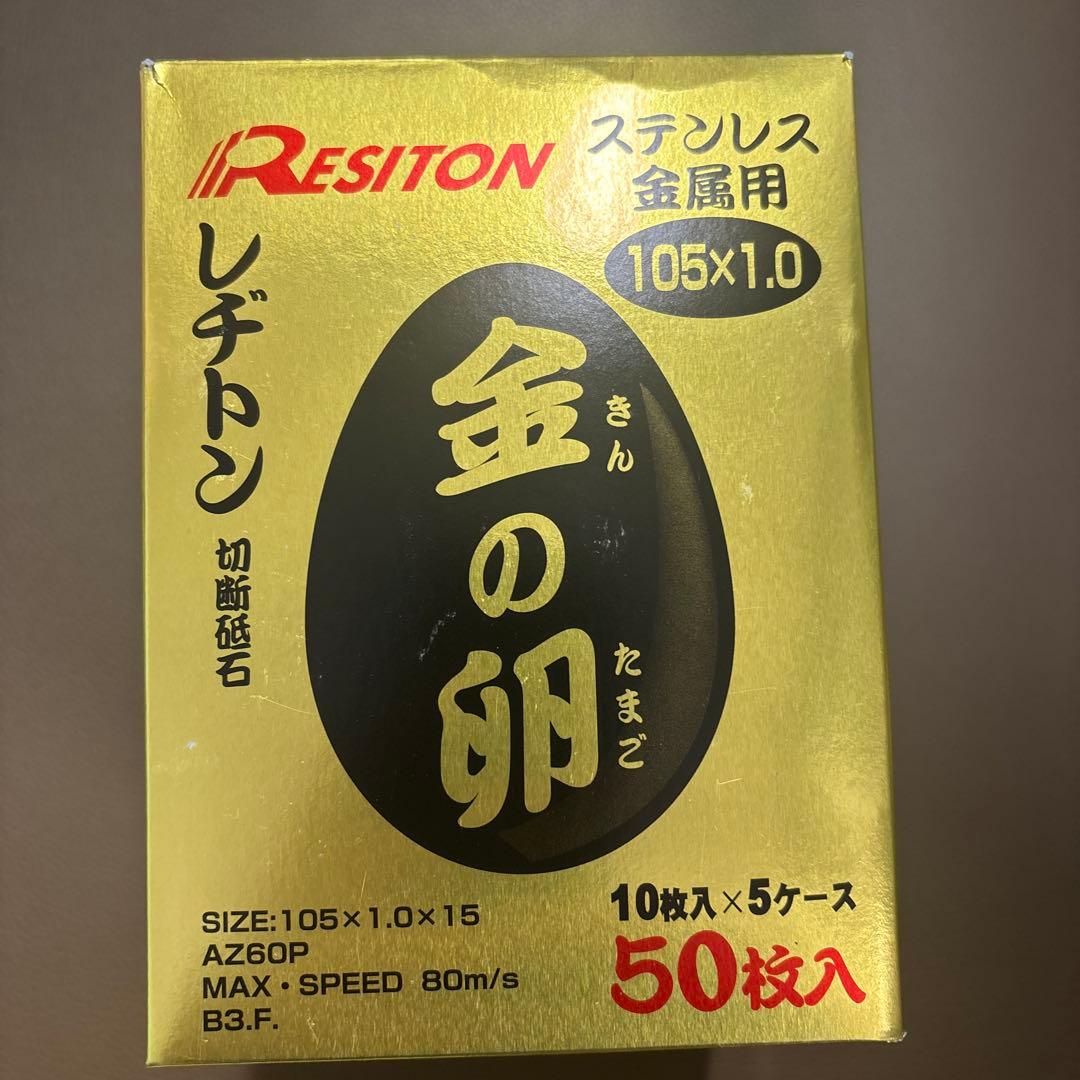 RESITON
ステンレス
金属用
105×1.0
レヂトン
切断砥石
金の卵
きん
たまご
SIZE:105×1.0×15
AZ60P
MAX・SPEED 80m/s
B3.F.
10枚入×5ケース
50枚入